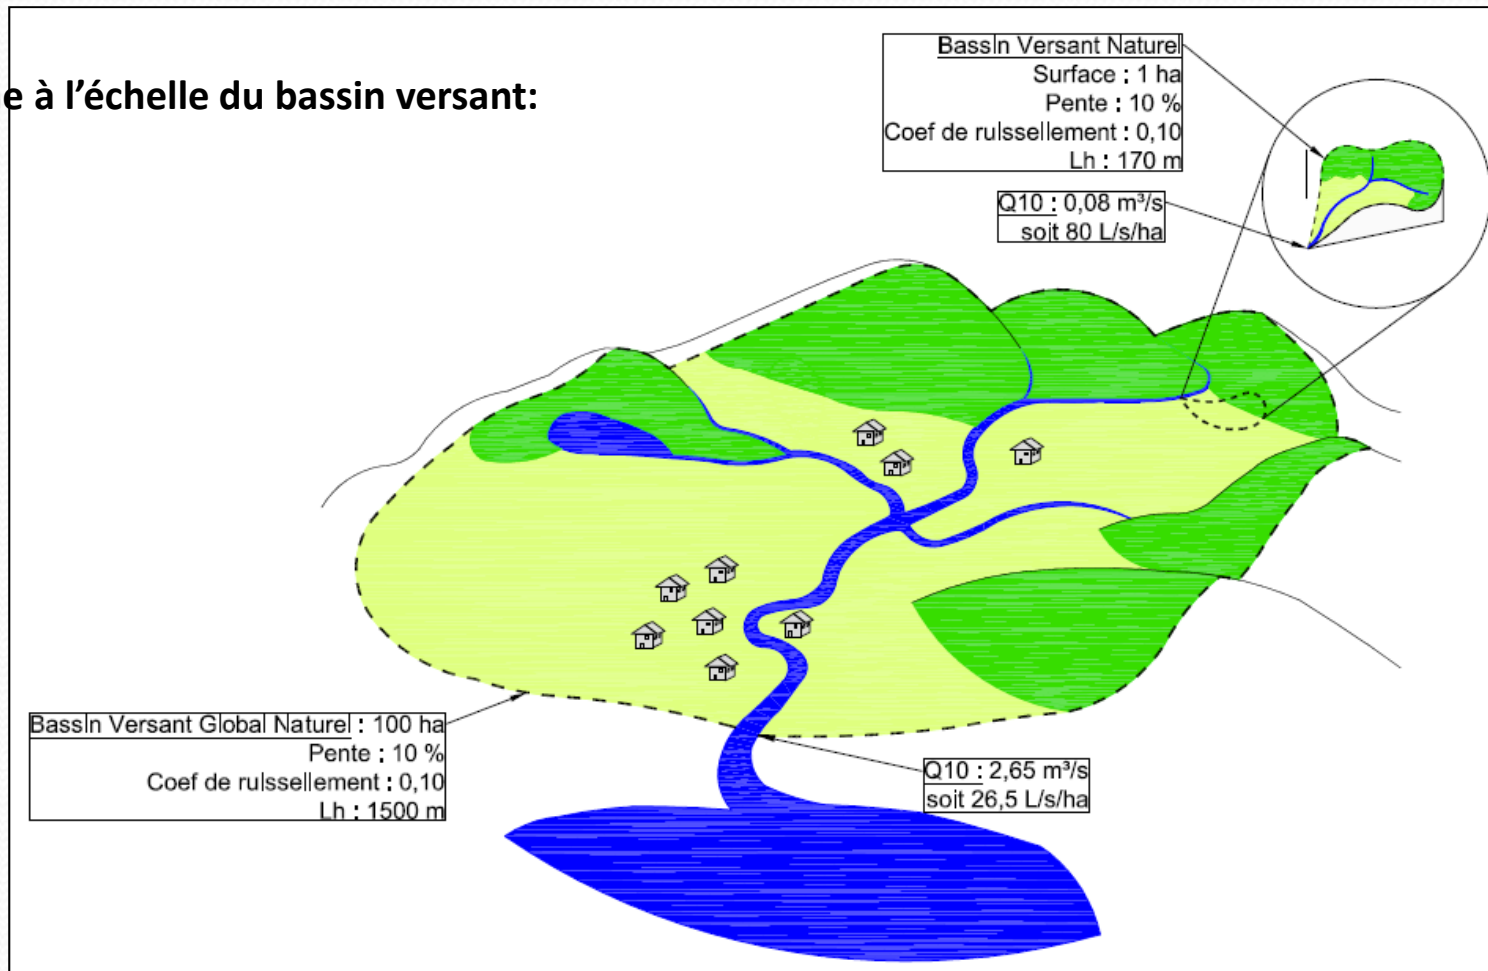 e à l'échelle du bassin versant:
Bassin Versant Naturel
Surface : 1 ha
Pente : 10 %
Coef de ruissellement : 0,10
Lh : 170 m
Q10 : 0,08 m³/s
soit 80 L/s/ha
Bassin Versant Global Naturel : 100 ha
Pente : 10 %
Coef de ruissellement : 0,10
Lh : 1500 m
Q10 : 2,65 m³/s
soit 26,5 L/s/ha